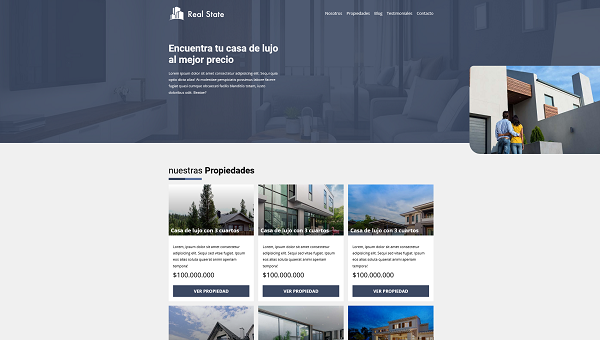 Real State
Nosotros Propiedades Blog Testimoniales Contacto
Encuentra tu casa de lujo
al mejor precio
Lorem ipsum dolor sit amet consectetur adipisicing elit. Sequi quam
optio dicta alias! At molestiae perspiciatis possimus labore facere
fugiat quasi cumque obcaecati facilis blanditiis totam, iusto
doloribus odit. Beatae?
nuestras Propiedades
Casa de lujo con 3 cuartos Casa de lujo con 3 cuartos Casa de lujo con 3 cuartos
Lorem, ipsum dolor sit amet consectetur Lorem, ipsum dolor sit amet consectetur Lorem, ipsum dolor sit amet consectetur
adipisicing elit. Sequi sed vitae fugiat. Ipsum adipisicing elit. Sequi sed vitae fugiat. Ipsum adipisicing elit. Sequi sed vitae fugiat. Ipsum
eos alias soluta quaerat animi aperiam eos alias soluta quaerat animi aperiam eos alias soluta quaerat animi aperiam
tempora! tempora! tempora!
$100.000.000 $100.000.000 $100.000.000
VER PROPIEDAD VER PROPIEDAD VER PROPIEDAD